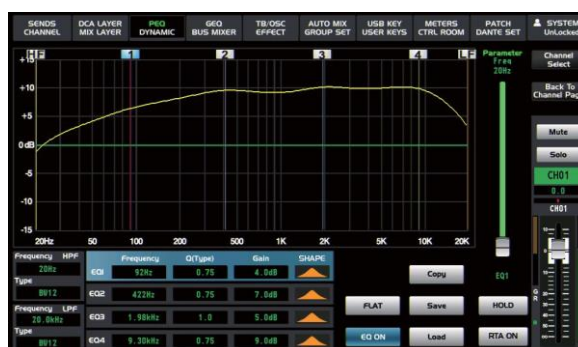 SENDS CHANNEL
DCA LAYER MIX LAYER
PEQ DYNAMIC
GEQ BUS MIXER
TB/OSC EFFECT
AUTO MIX GROUP SET
USB KEY USER KEYS
METERS CTRL ROOM
PATCH DANTE SET
SYSTEM UnLocked
HF 1 2 3 4 LF
Parameter
Freq
20Hz
Channel Select
Back To Channel Pag
+15
+10
+5
0dB
-5
-10
-15
20Hz 50 100 200 500 1K 2K 5K 10K 20K
EQ1
Mute
Solo
CH01
0.0
CH01
Frequency HPF
20Hz
Type
BW12
Frequency LPF
20.0kHz
Type
BW12
Frequency Q(Type) Gain SHAPE
EQ1 92Hz 0.75 4.0dB
EQ2 422Hz 0.75 7.0dB
EQ3 1.98kHz 1.0 5.0dB
EQ4 9.30kHz 0.75 9.0dB
Copy
FLAT Save HOLD
EQ ON Load RTA ON